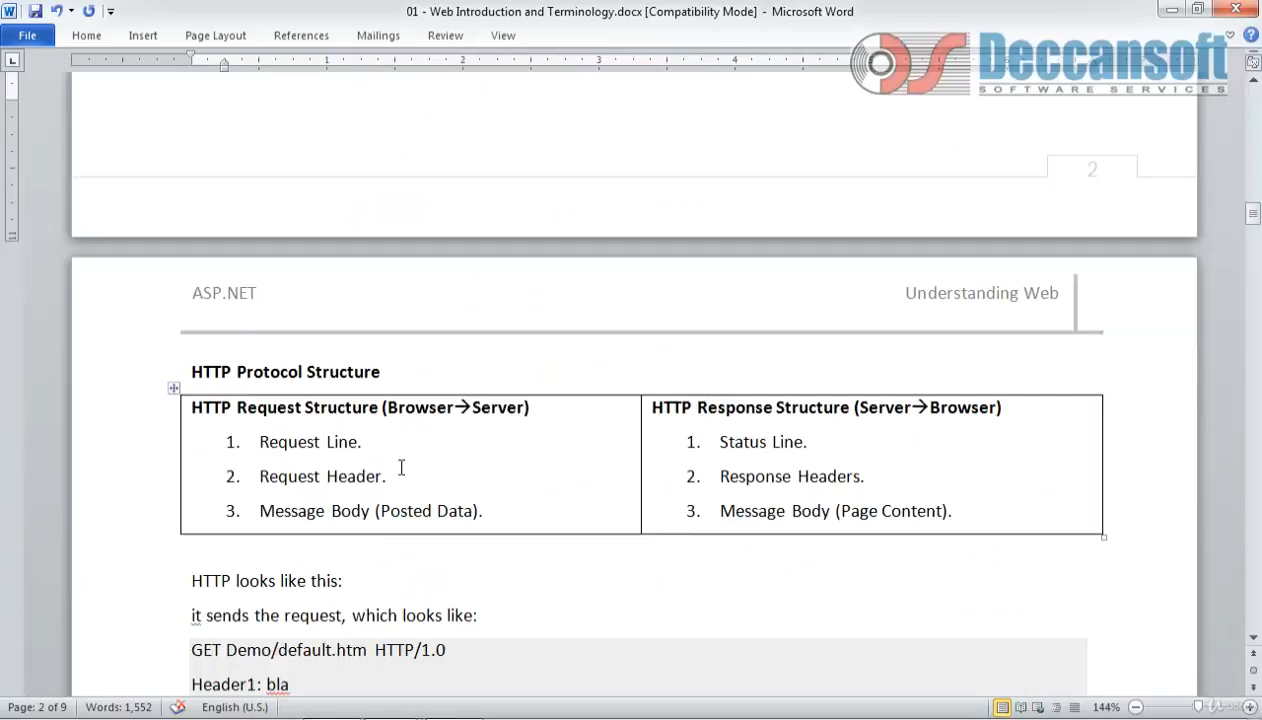 01 - Web Introduction and Terminology.docx [Compatibility Mode] - Microsoft Word
File Home Insert Page Layout References Mailings Review View
Deccansoft
SOFTWARE SERVICES
1 2 3 4
2
ASP.NET Understanding Web
HTTP Protocol Structure
HTTP Request Structure (Browser→Server)
1. Request Line.
2. Request Header.
3. Message Body (Posted Data).
HTTP Response Structure (Server→Browser)
1. Status Line.
2. Response Headers.
3. Message Body (Page Content).
HTTP looks like this:
it sends the request, which looks like:
GET Demo/default.htm HTTP/1.0
Header1: bla
Page: 2 of 9 Words: 1,552 English (U.S.) 144%